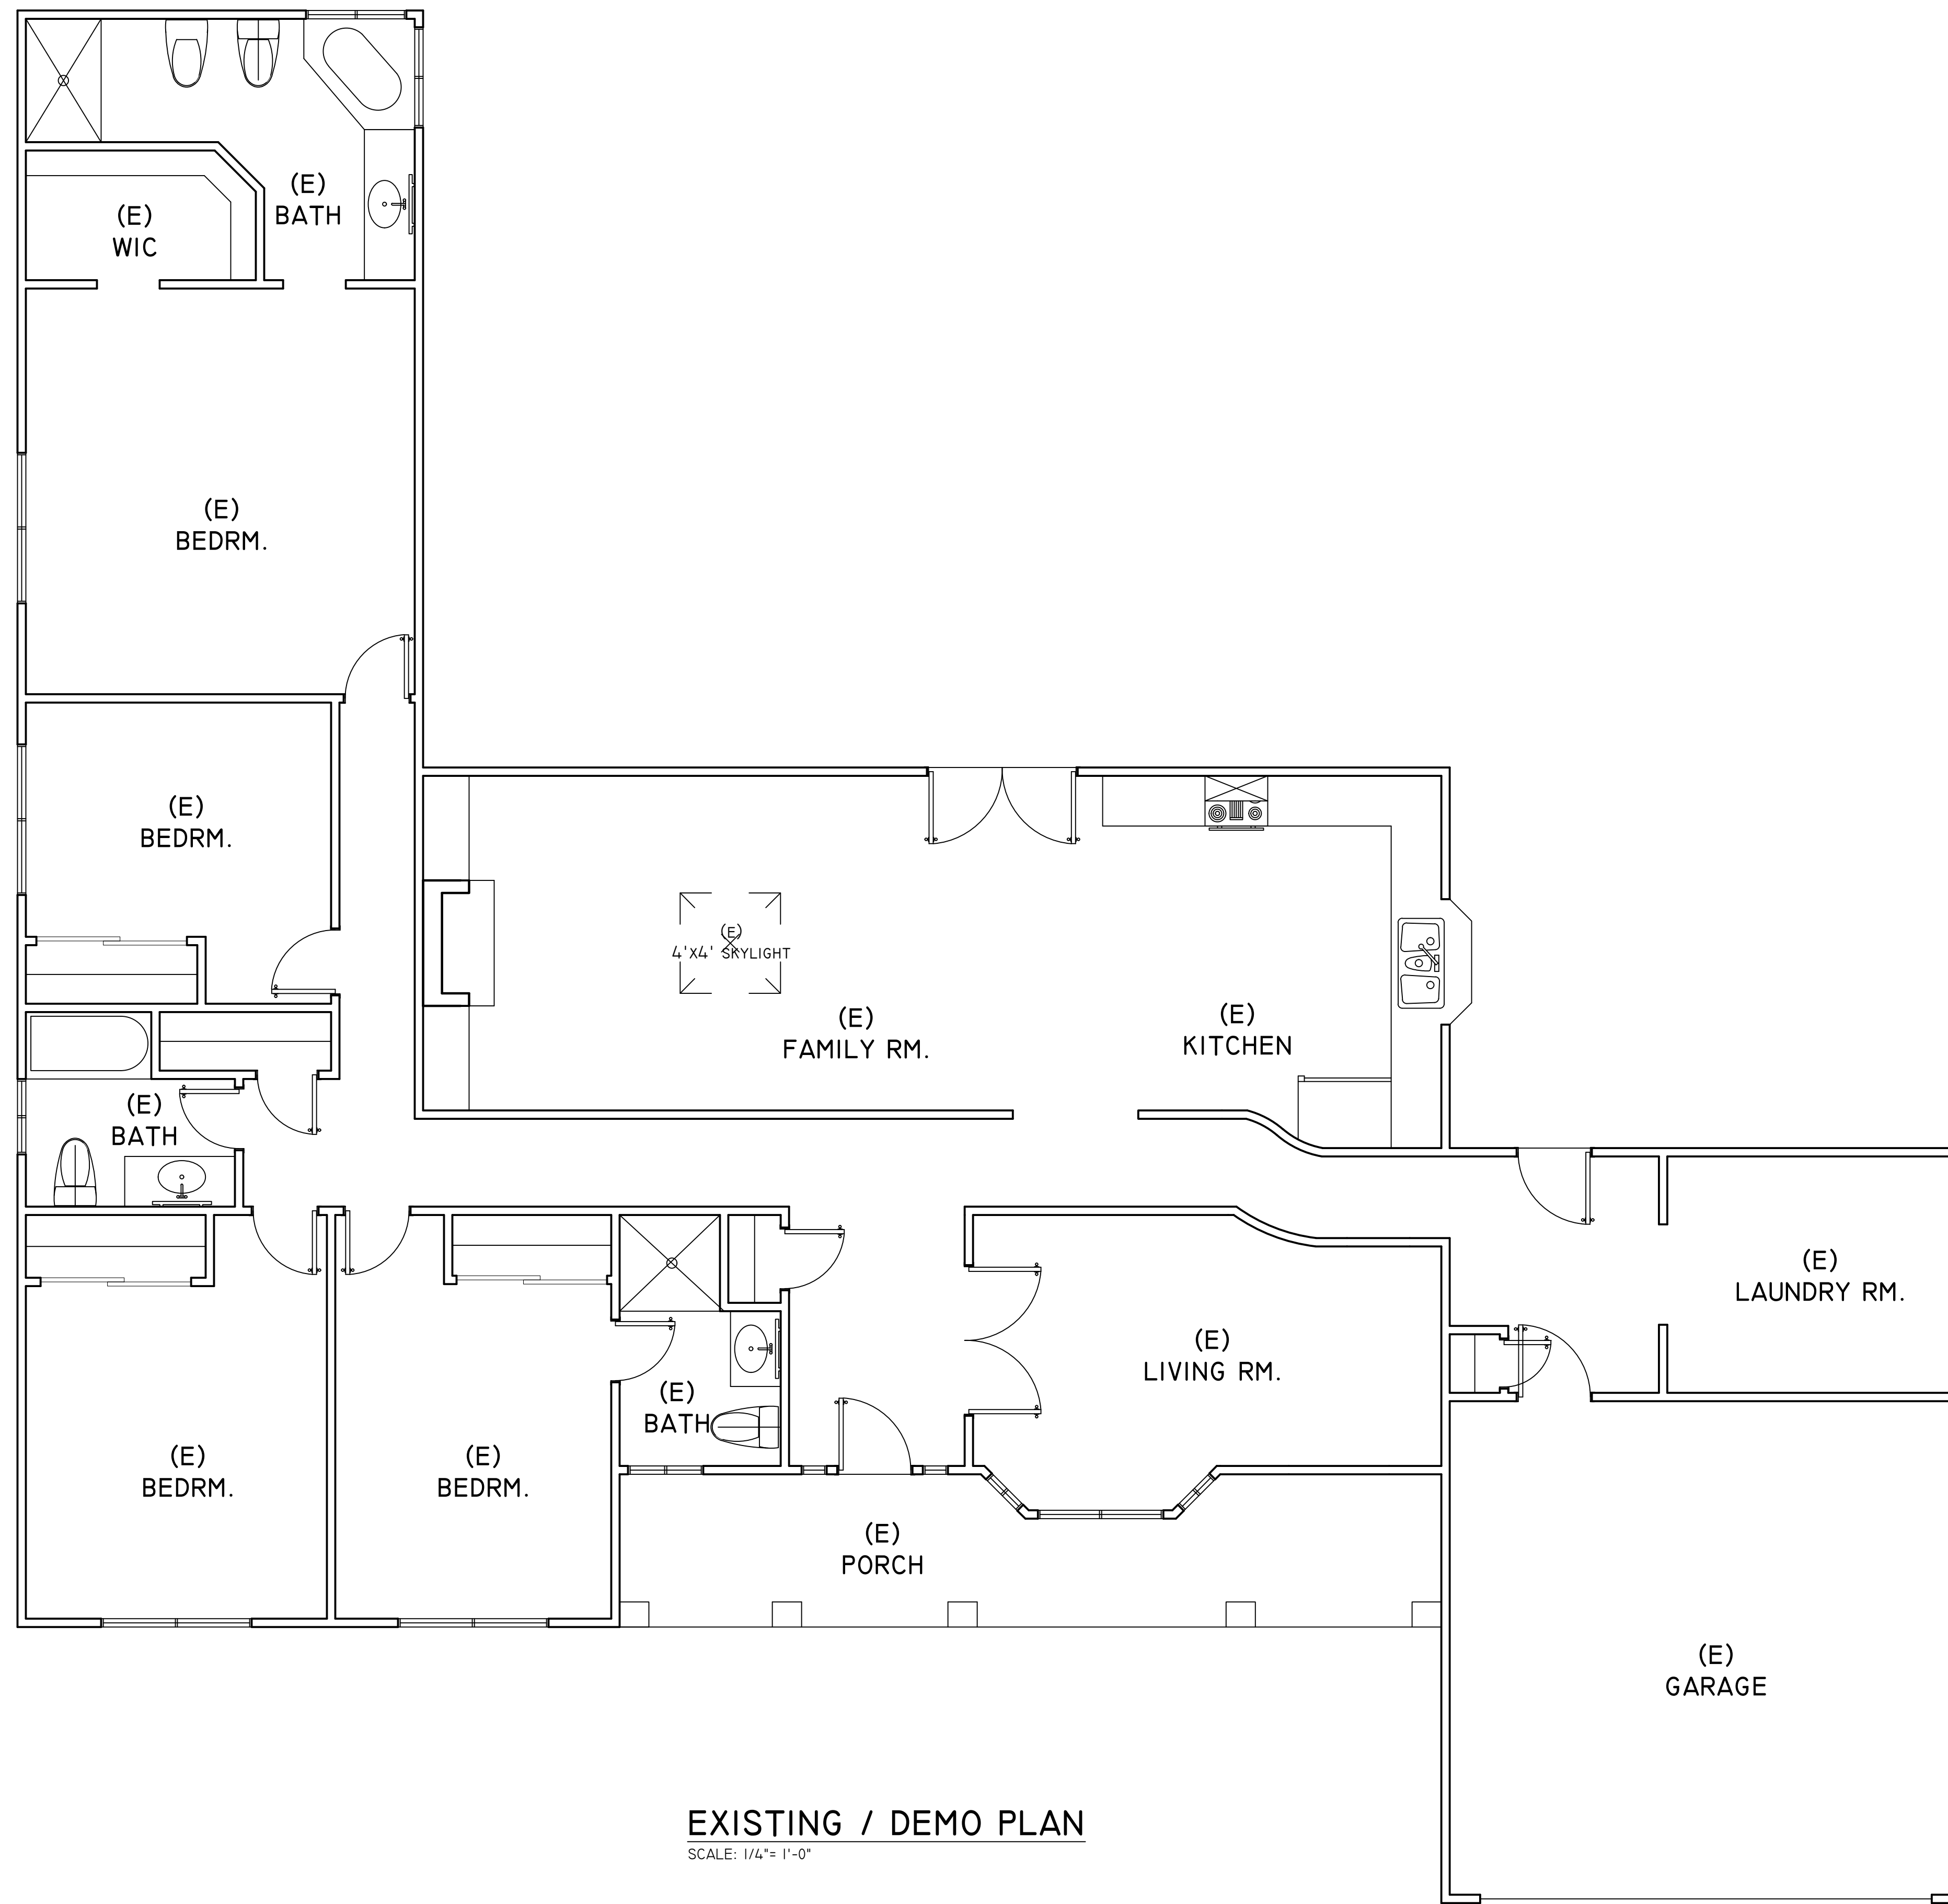 (E)
BATH
(E)
WIC
(E)
BEDRM.
(E)
BEDRM.
(E)
4'X4' SKYLIGHT
(E)
FAMILY RM.
(E)
KITCHEN
(E)
BATH
(E)
LAUNDRY RM.
(E)
LIVING RM.
(E)
BATH
(E)
BEDRM.
(E)
BEDRM.
(E)
PORCH
(E)
GARAGE
EXISTING / DEMO PLAN
SCALE: 1/4"= 1'-0"